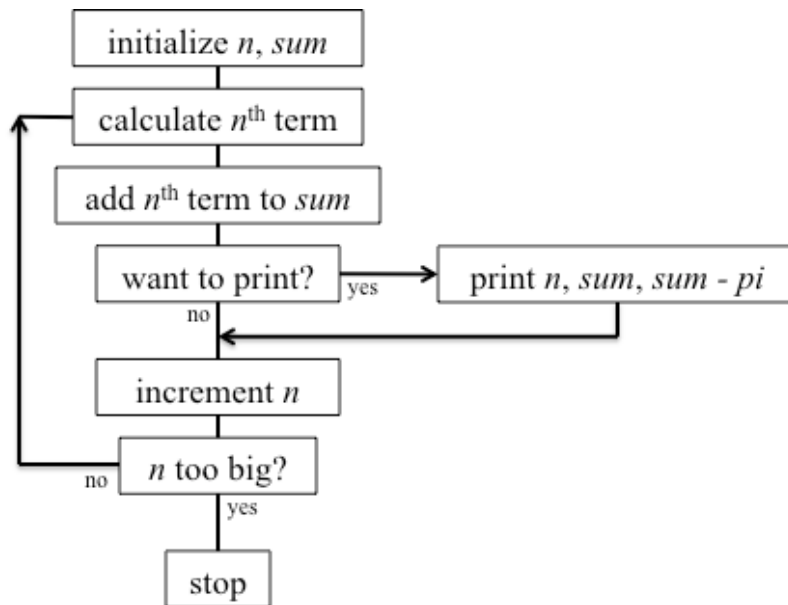 initialize n, sum
calculate nth term
add nth term to sum
want to print?
yes
print n, sum, sum - pi
no
increment n
n too big?
no
yes
stop